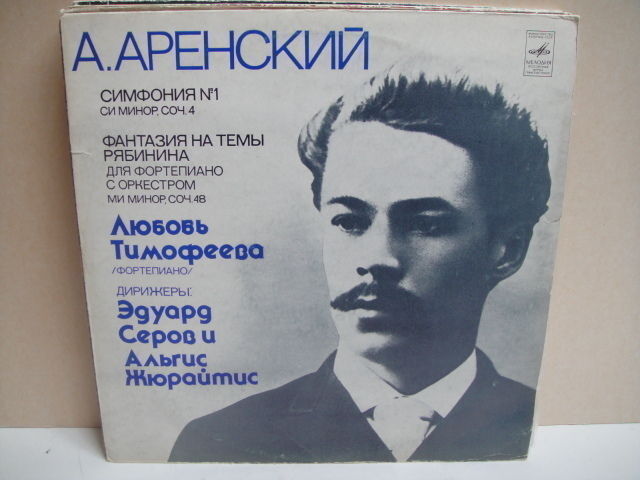 А. АРЕНСКИЙ
СИМФОНИЯ №1
СИ МИНОР, СОЧ. 4
ФАНТАЗИЯ НА ТЕМЫ
РЯБИНИНА
ДЛЯ ФОРТЕПИАНО
С ОРКЕСТРОМ
МИ МИНОР, СОЧ. 48
Любовь
Тимофеева
/ФОРТЕПИАНО/
ДИРИЖЕРЫ:
Эдуард
Серов и
Альгис
Жюрайтис
МЕЛОДИЯ